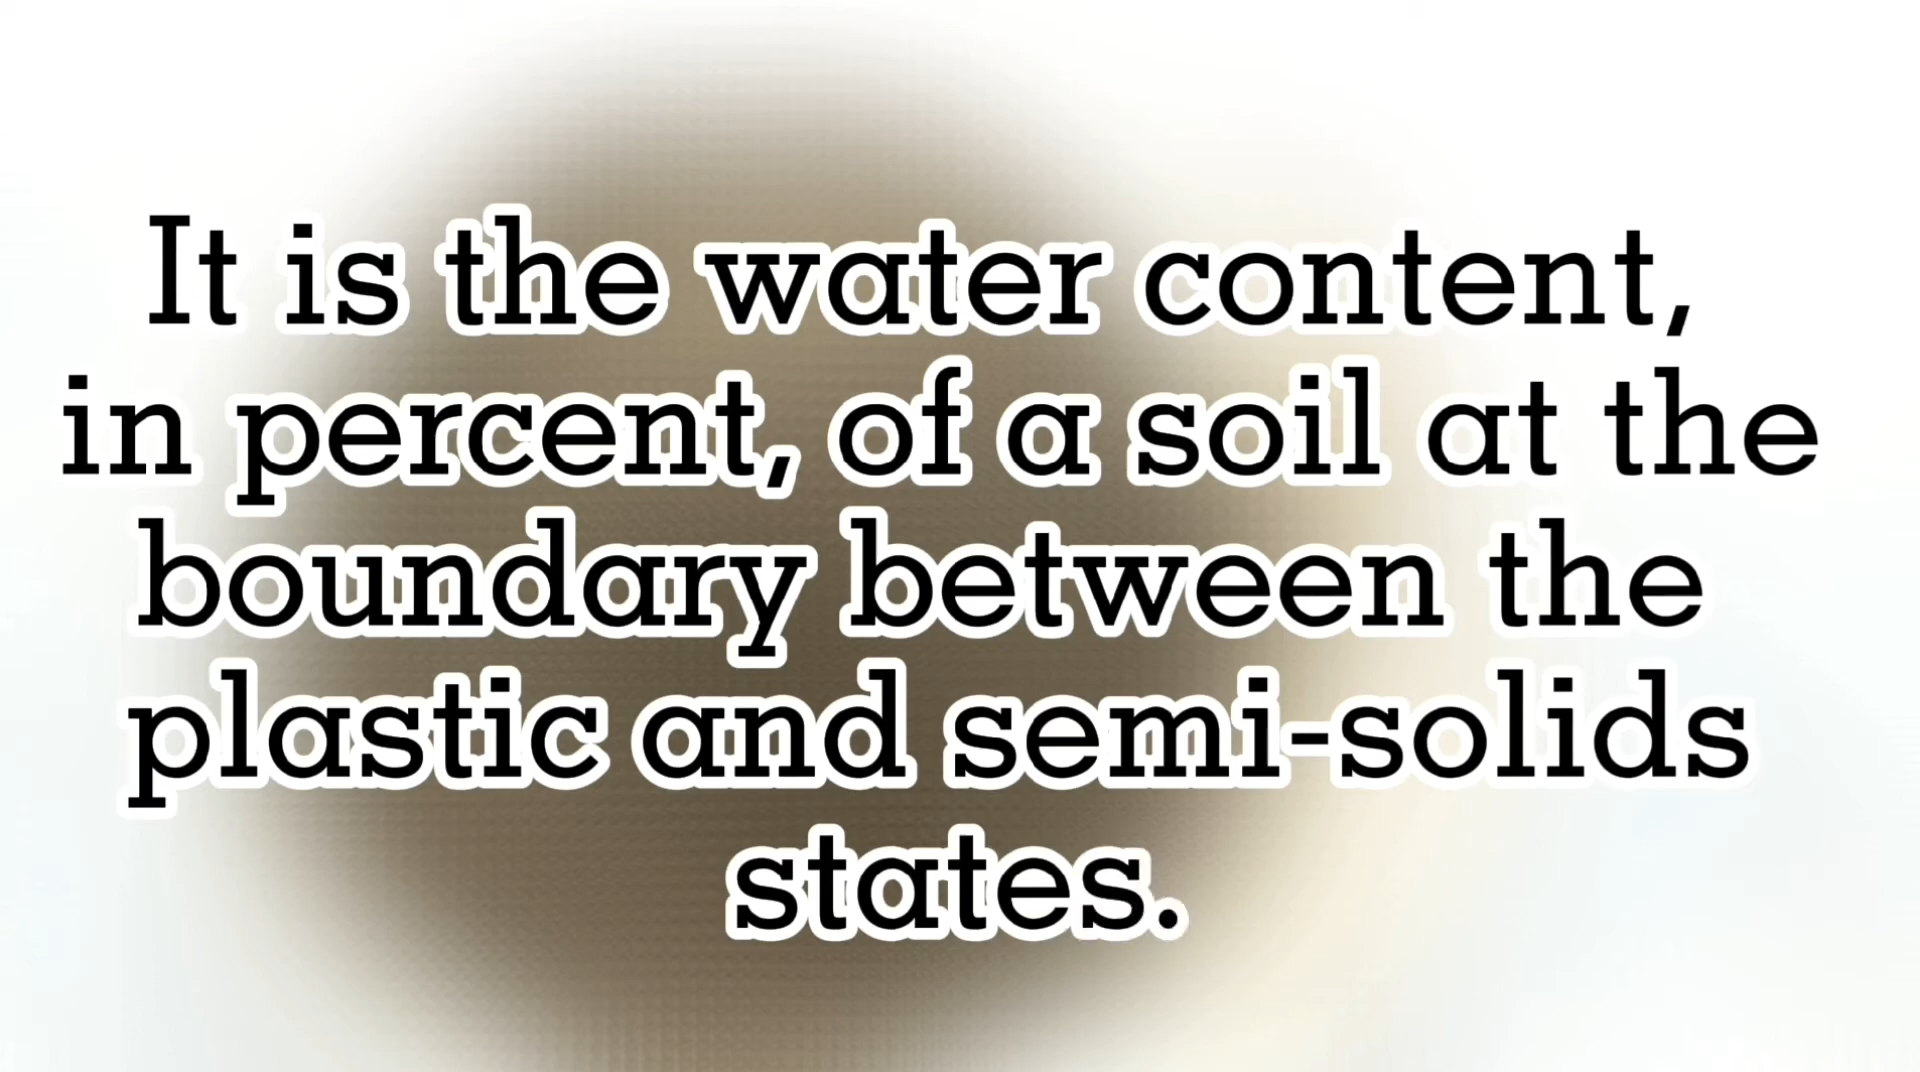 It is the water content,
in percent, of a soil at the
boundary between the
plastic and semi-solids
states.